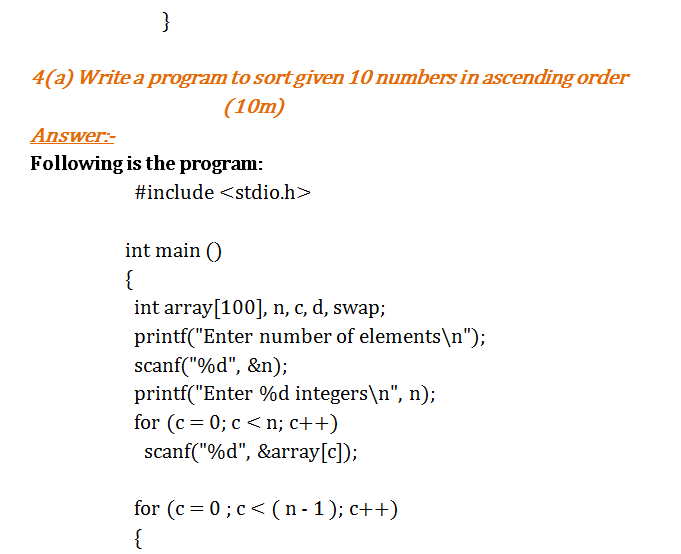 }
4(a) Write a program to sort given 10 numbers in ascending order
(10m)
Answer:-
Following is the program:
#include <stdio.h>
int main ()
{
int array[100], n, c, d, swap;
printf("Enter number of elements\n");
scanf("%d", &n);
printf("Enter %d integers\n", n);
for (c = 0; c < n; c++)
scanf("%d", &array[c]);
for (c = 0 ; c < ( n - 1 ); c++)
{